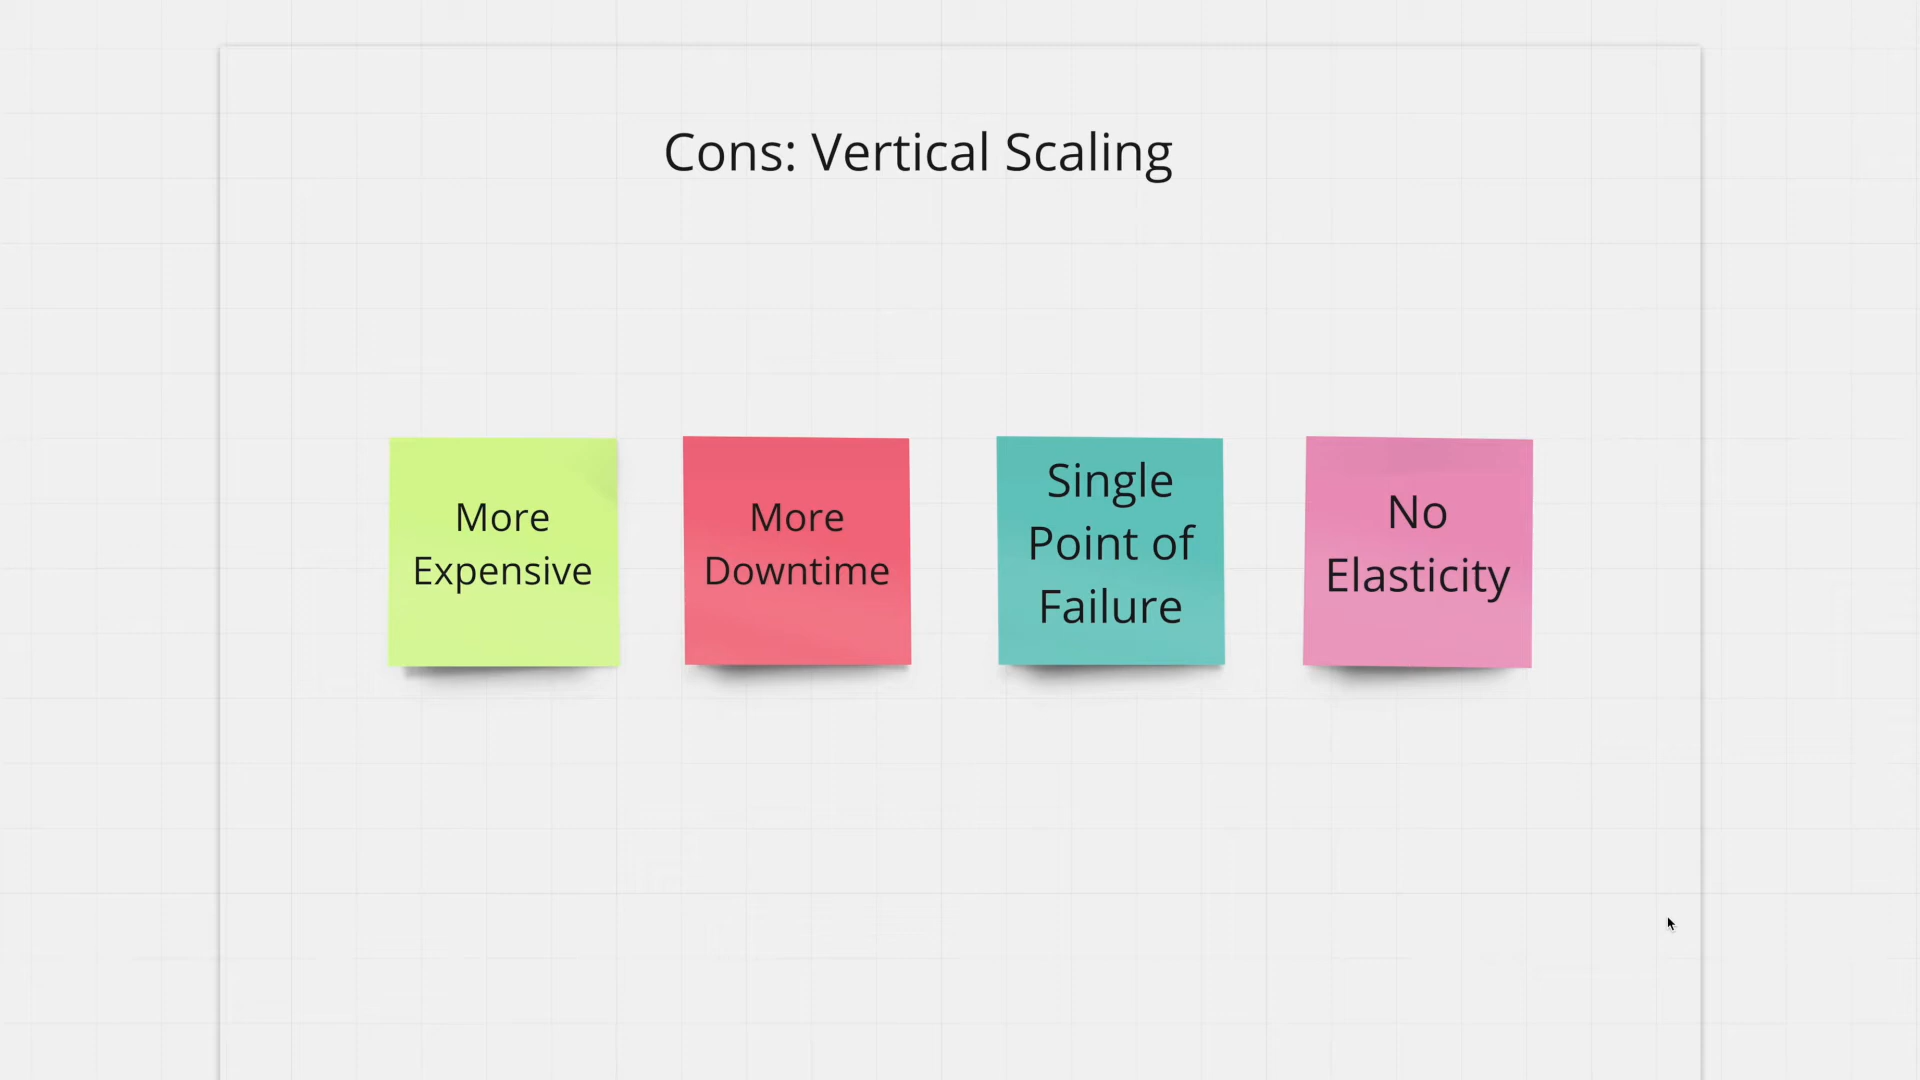 Cons: Vertical Scaling
More
Expensive
More
Downtime
Single
Point of
Failure
No
Elasticity